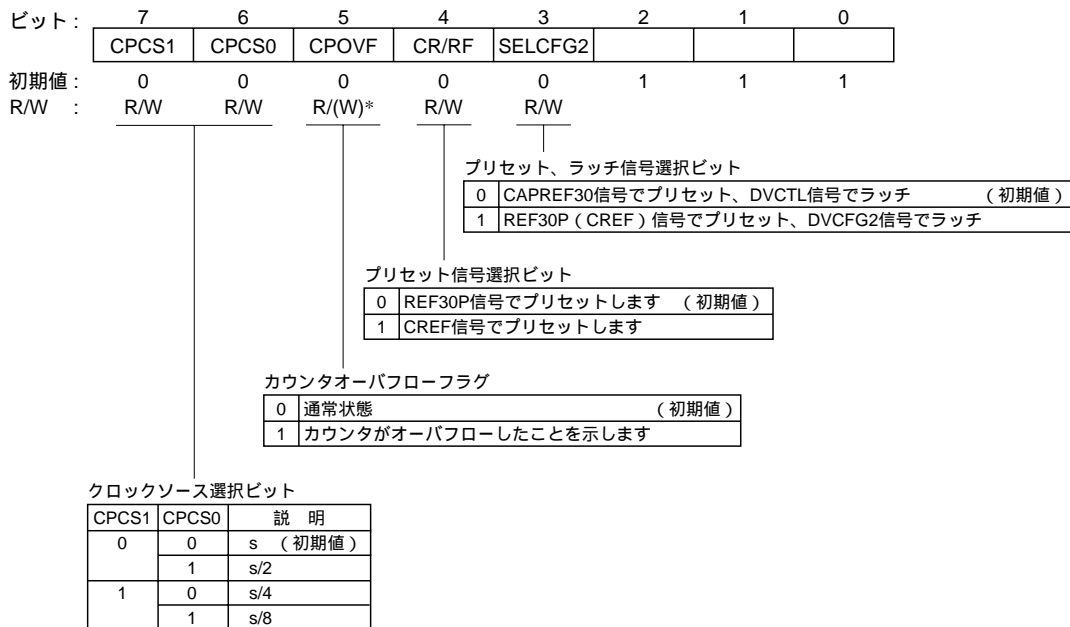 ビット : 7 6 5 4 3 2 1 0
CPCS1 CPCS0 CPOVF CR/RF SELCFG2
初期値 : 0 0 0 0 0 1 1 1
R/W : R/W R/W R/(W)* R/W R/W
プリセット、ラッチ信号選択ビット
0 CAPREF30信号でプリセット、DVCTL信号でラッチ （初期値）
1 REF30P（CREF）信号でプリセット、DVCFG2信号でラッチ
プリセット信号選択ビット
0 REF30P信号でプリセットします （初期値）
1 CREF信号でプリセットします
カウンタオーバフローフラグ
0 通常状態 （初期値）
1 カウンタがオーバフローしたことを示します
クロックソース選択ビット
CPCS1 CPCS0 説 明
0 0 s （初期値）
1 s/2
1 0 s/4
1 s/8